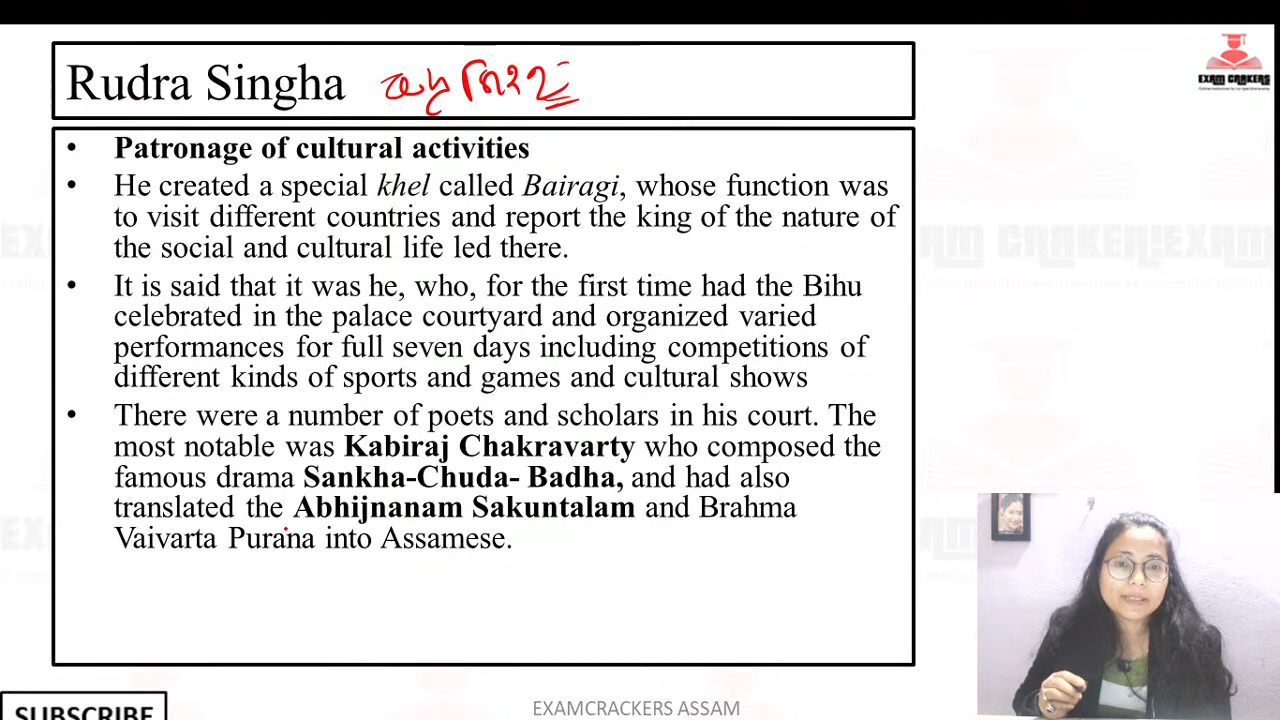 Rudra Singha ৰুদ্ৰ সিংহ
EXAM CRAKERS
• Patronage of cultural activities
• He created a special khel called Bairagi, whose function was
to visit different countries and report the king of the nature of
the social and cultural life led there.
• It is said that it was he, who, for the first time had the Bihu
celebrated in the palace courtyard and organized varied
performances for full seven days including competitions of
different kinds of sports and games and cultural shows
• There were a number of poets and scholars in his court. The
most notable was Kabiraj Chakravarty who composed the
famous drama Sankha-Chuda- Badha, and had also
translated the Abhijnanam Sakuntalam and Brahma
Vaivarta Purana into Assamese.
SUBSCRIBE
EXAMCRACKERS ASSAM